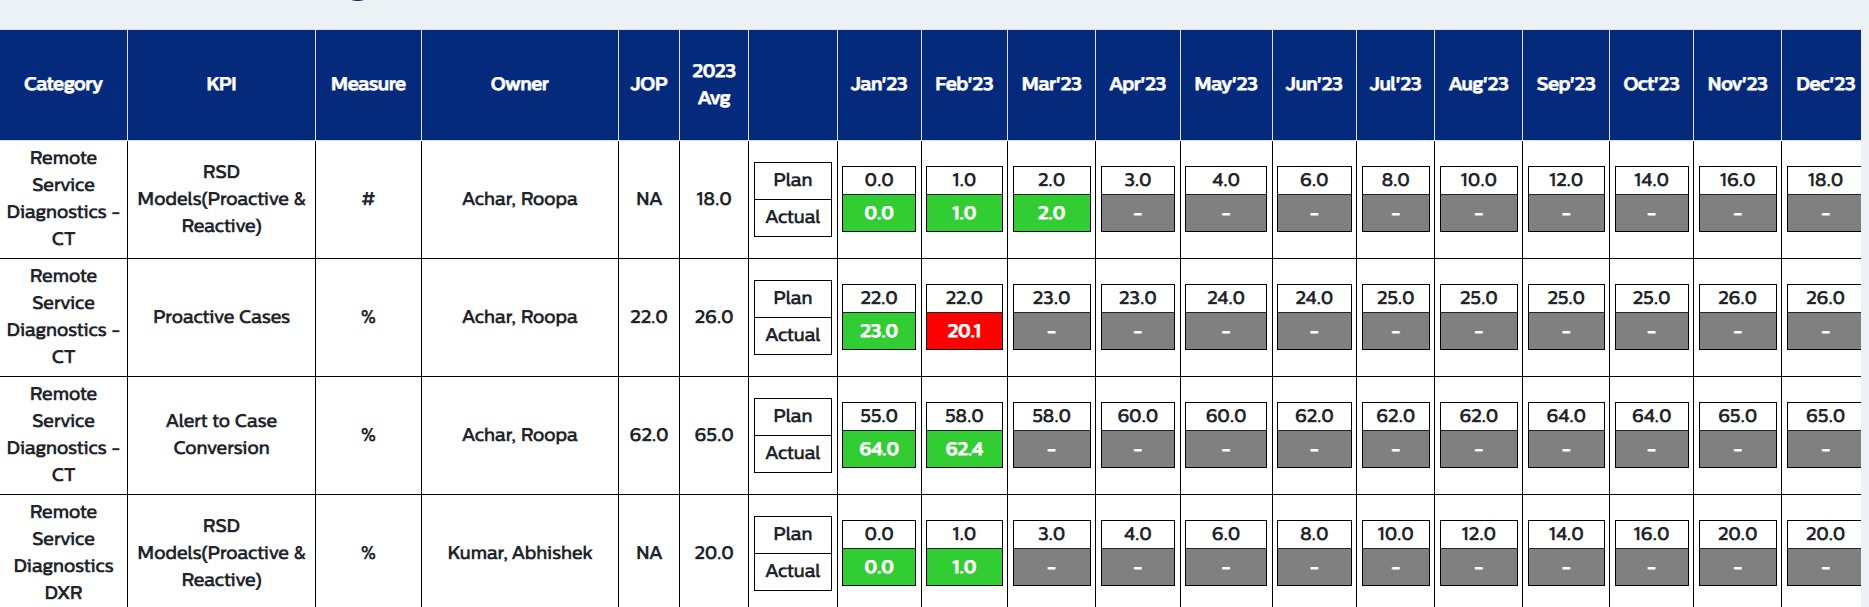 Category KPI Measure Owner JOP 2023 Avg Jan'23 Feb'23 Mar'23 Apr'23 May'23 Jun'23 Jul'23 Aug'23 Sep'23 Oct'23 Nov'23 Dec'23
Remote
Service
Diagnostics -
CT
RSD
Models(Proactive &
Reactive)
#
Achar, Roopa
NA
18.0
Plan 0.0 1.0 2.0 3.0 4.0 6.0 8.0 10.0 12.0 14.0 16.0 18.0
Actual 0.0 1.0 2.0 - - - - - - - - -
Remote
Service
Diagnostics -
CT
Proactive Cases
%
Achar, Roopa
22.0
26.0
Plan 22.0 22.0 23.0 23.0 24.0 24.0 25.0 25.0 25.0 25.0 26.0 26.0
Actual 23.0 20.1 - - - - - - - - - -
Remote
Service
Diagnostics -
CT
Alert to Case
Conversion
%
Achar, Roopa
62.0
65.0
Plan 55.0 58.0 58.0 60.0 60.0 62.0 62.0 62.0 64.0 64.0 65.0 65.0
Actual 64.0 62.4 - - - - - - - - - -
Remote
Service
Diagnostics
DXR
RSD
Models(Proactive &
Reactive)
%
Kumar, Abhishek
NA
20.0
Plan 0.0 1.0 3.0 4.0 6.0 8.0 10.0 12.0 14.0 16.0 20.0 20.0
Actual 0.0 1.0 - - - - - - - - - -